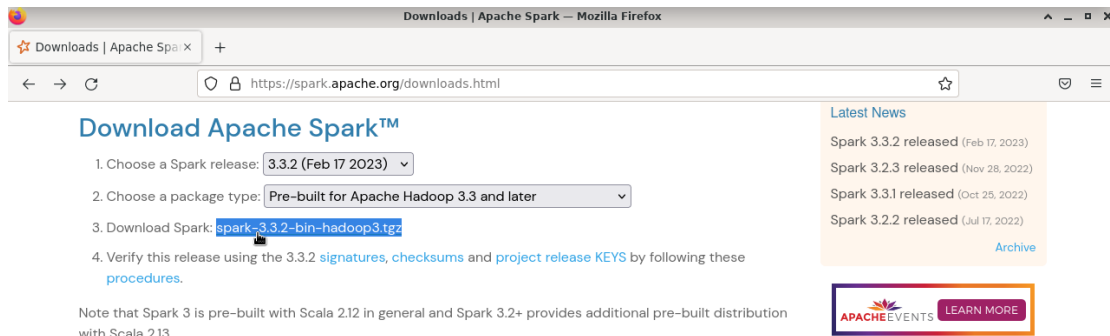 Downloads | Apache Spark — Mozilla Firefox
Downloads | Apache Spa
https://spark.apache.org/downloads.html
Download Apache Spark™
1. Choose a Spark release: 3.3.2 (Feb 17 2023)
2. Choose a package type: Pre-built for Apache Hadoop 3.3 and later
3. Download Spark: spark-3.3.2-bin-hadoop3.tgz
4. Verify this release using the 3.3.2 signatures, checksums and project release KEYS by following these
procedures.
Note that Spark 3 is pre-built with Scala 2.12 in general and Spark 3.2+ provides additional pre-built distribution
with Scala 2.13.
Latest News
Spark 3.3.2 released (Feb 17, 2023)
Spark 3.2.3 released (Nov 28, 2022)
Spark 3.3.1 released (Oct 25, 2022)
Spark 3.2.2 released (Jul 17, 2022)
Archive
APACHEEVENTS LEARN MORE